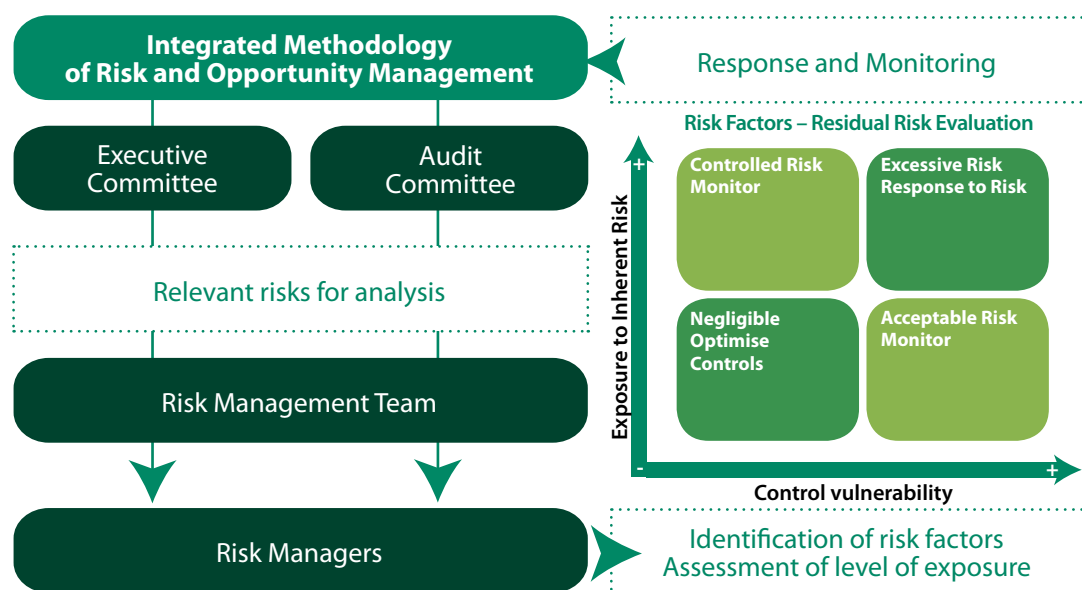 Integrated Methodology
of Risk and Opportunity Management
Executive
Committee
Audit
Committee
Relevant risks for analysis
Risk Management Team
Risk Managers
Response and Monitoring
Risk Factors – Residual Risk Evaluation
Exposure to Inherent Risk
+
Controlled Risk
Monitor
Excessive Risk
Response to Risk
Negligible
Optimise
Controls
Acceptable Risk
Monitor
-
+
Control vulnerability
Identification of risk factors
Assessment of level of exposure